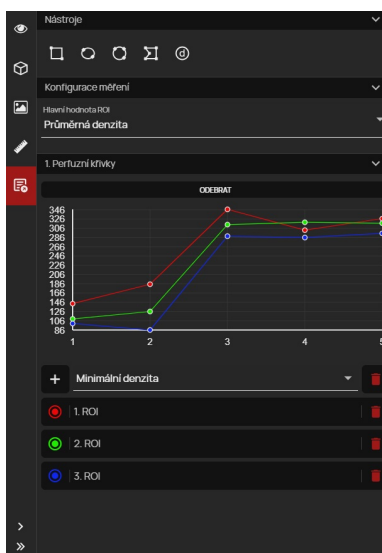 Nástroje
d
Konfigurace měření
Hlavní hodnota ROI
Průměrná denzita
1. Perfuzní křivky
ODEBRAT
346
326
306
286
266
246
226
206
186
166
146
126
106
86
1 2 3 4 5
+ Minimální denzita
1. ROI
2. ROI
3. ROI